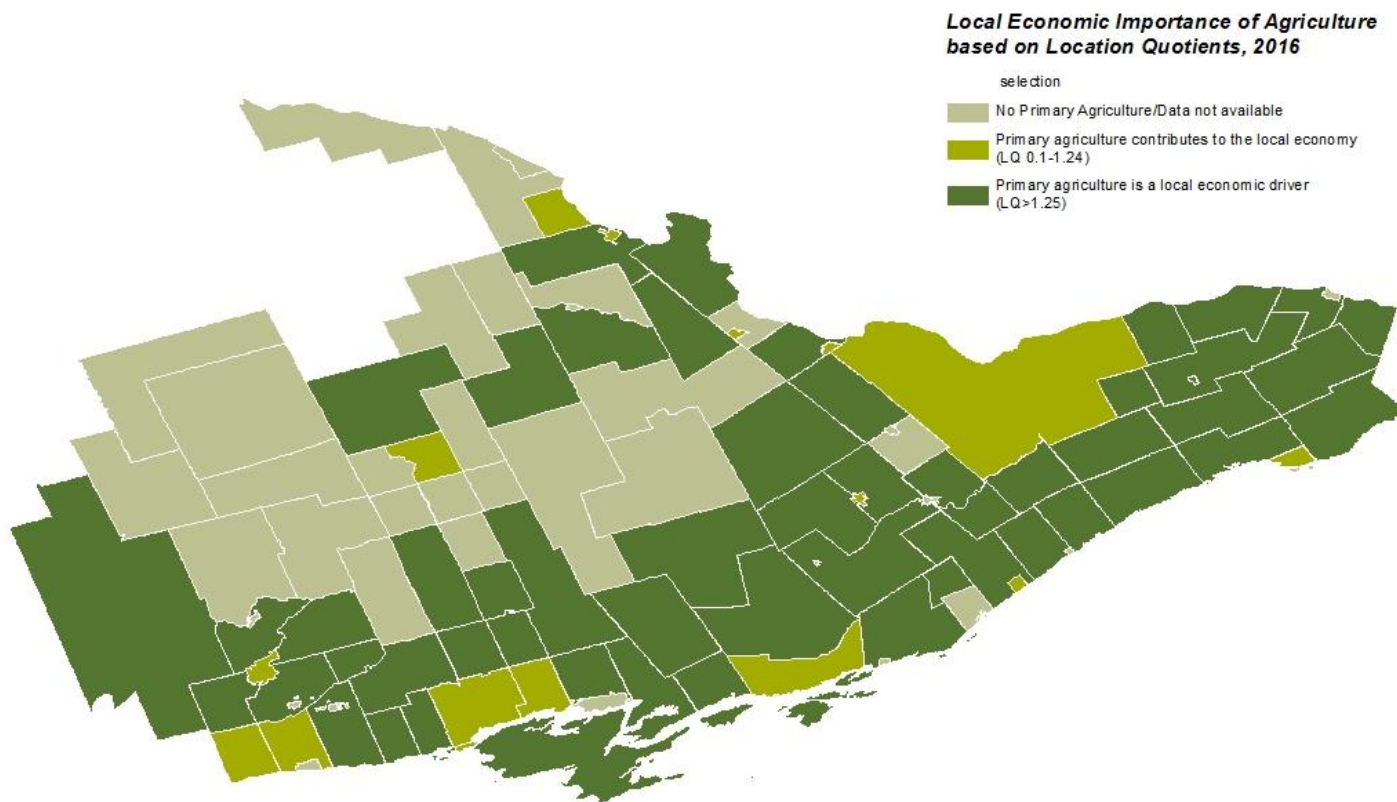 Local Economic Importance of Agriculture
based on Location Quotients, 2016
selection
No Primary Agriculture/Data not available
Primary agriculture contributes to the local economy
(LQ 0.1-1.24)
Primary agriculture is a local economic driver
(LQ>1.25)